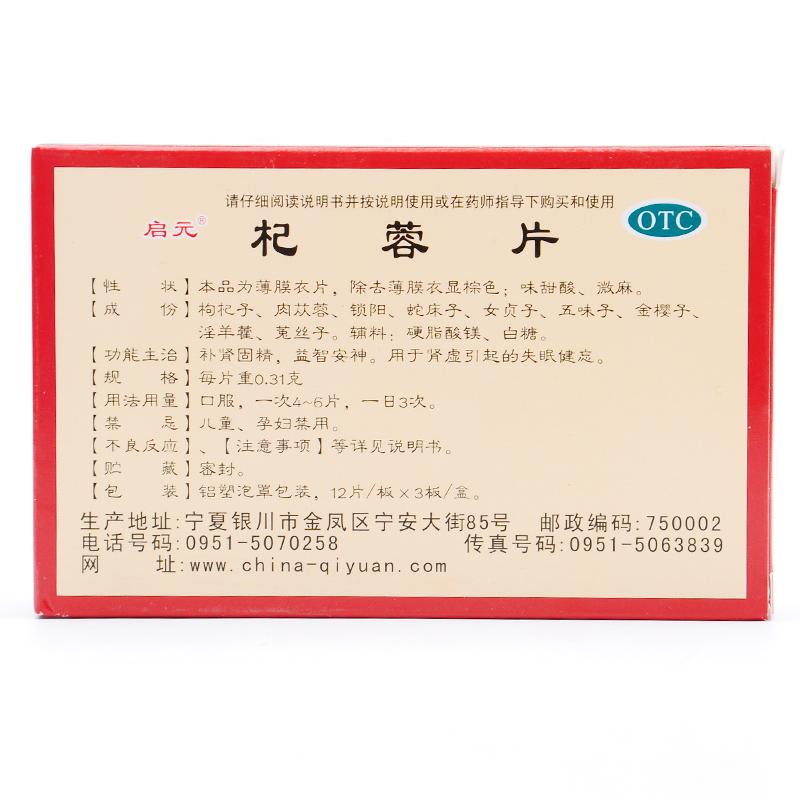 请仔细阅读说明书并按说明使用或在药师指导下购买和使用
启元® 杞蓉片 OTC
【性状】本品为薄膜衣片，除去薄膜衣显棕色；味甜酸、微麻。
【成份】枸杞子、肉苁蓉、锁阳、蛇床子、女贞子、五味子、金樱子、
淫羊藿、菟丝子。辅料：硬脂酸镁、白糖。
【功能主治】补肾固精，益智安神。用于肾虚引起的失眠健忘。
【规格】每片重0.31克
【用法用量】口服，一次4~6片，一日3次。
【禁忌】儿童、孕妇禁用。
【不良反应】、【注意事项】等详见说明书。
【贮藏】密封。
【包装】铝塑泡罩包装，12片/板×3板/盒。
生产地址:宁夏银川市金凤区宁安大街85号 邮政编码:750002
电话号码:0951-5070258 传真号码:0951-5063839
网址:www.china-qiyuan.com